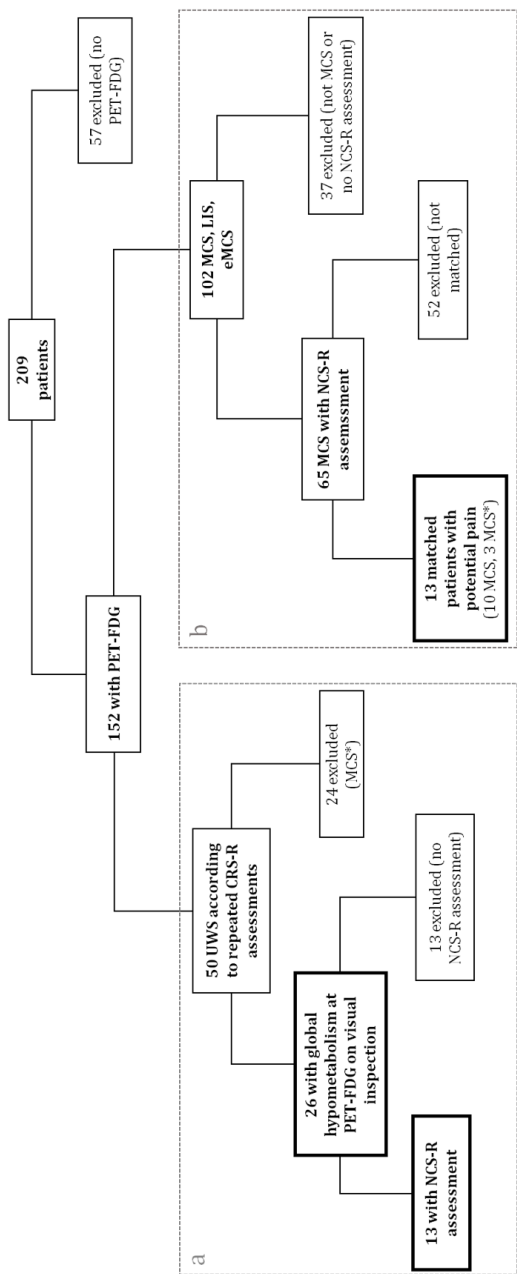 209
patients
57 excluded (no
PET-FDG)
152 with PET-FDG
a
50 UWS according
to repeated CRS-R
assessments
24 excluded
(MCS*)
26 with global
hypometabolism at
PET-FDG on visual
inspection
13 excluded (no
NCS-R assessment)
13 with NCS-R
assessment
b
102 MCS, LIS,
eMCS
37 excluded (not MCS or
no NCS-R assessment)
65 MCS with NCS-R
assemssment
52 excluded (not
matched)
13 matched
patients with
potential pain
(10 MCS, 3 MCS*)